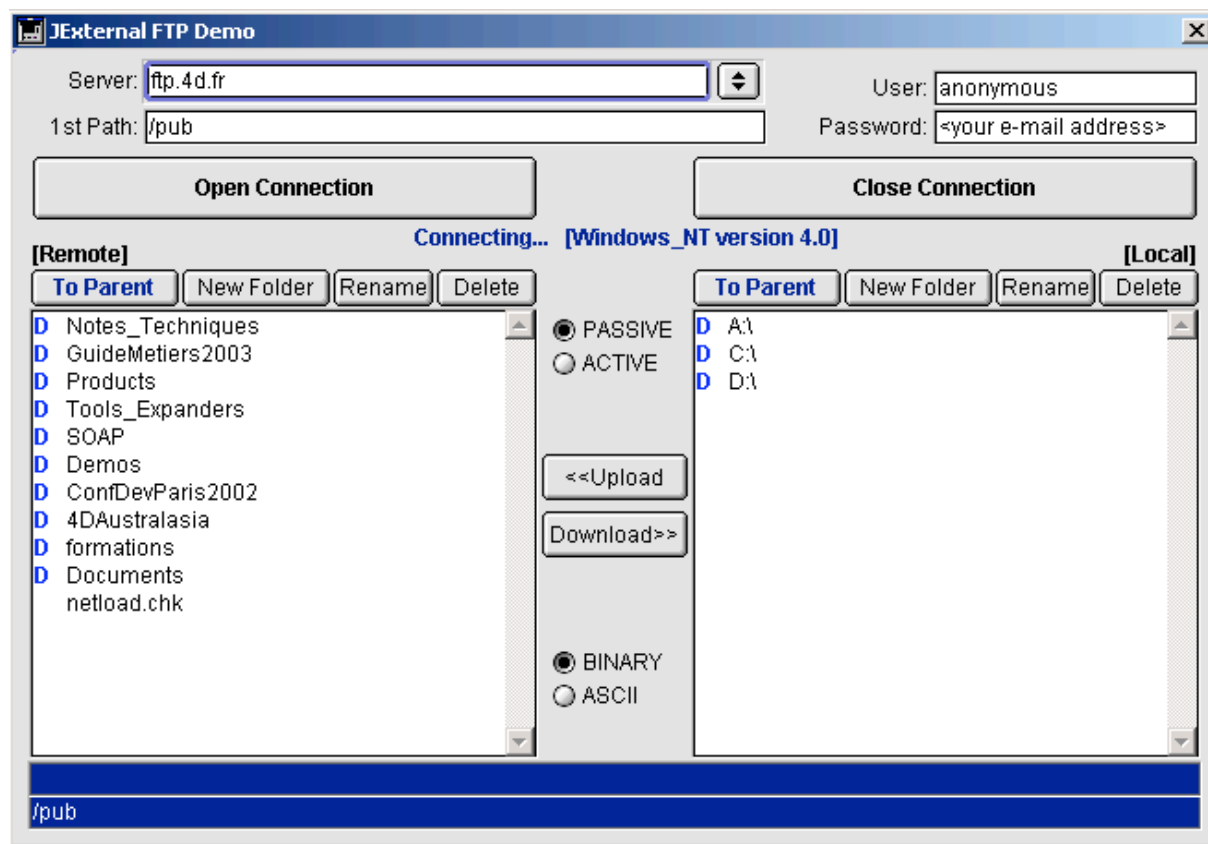 JExternal FTP Demo
Server: ftp.4d.fr
User: anonymous
1st Path: /pub
Password: <your e-mail address>
Open Connection
Close Connection
Connecting... [Windows_NT version 4.0]
[Remote]
[Local]
To Parent New Folder Rename Delete
To Parent New Folder Rename Delete
D Notes_Techniques
D GuideMetiers2003
D Products
D Tools_Expanders
D SOAP
D Demos
D ConfDevParis2002
D 4DAustralasia
D formations
D Documents
netload.chk
PASSIVE
ACTIVE
<<Upload
Download>>
BINARY
ASCII
D A:\
D C:\
D D:\
/pub